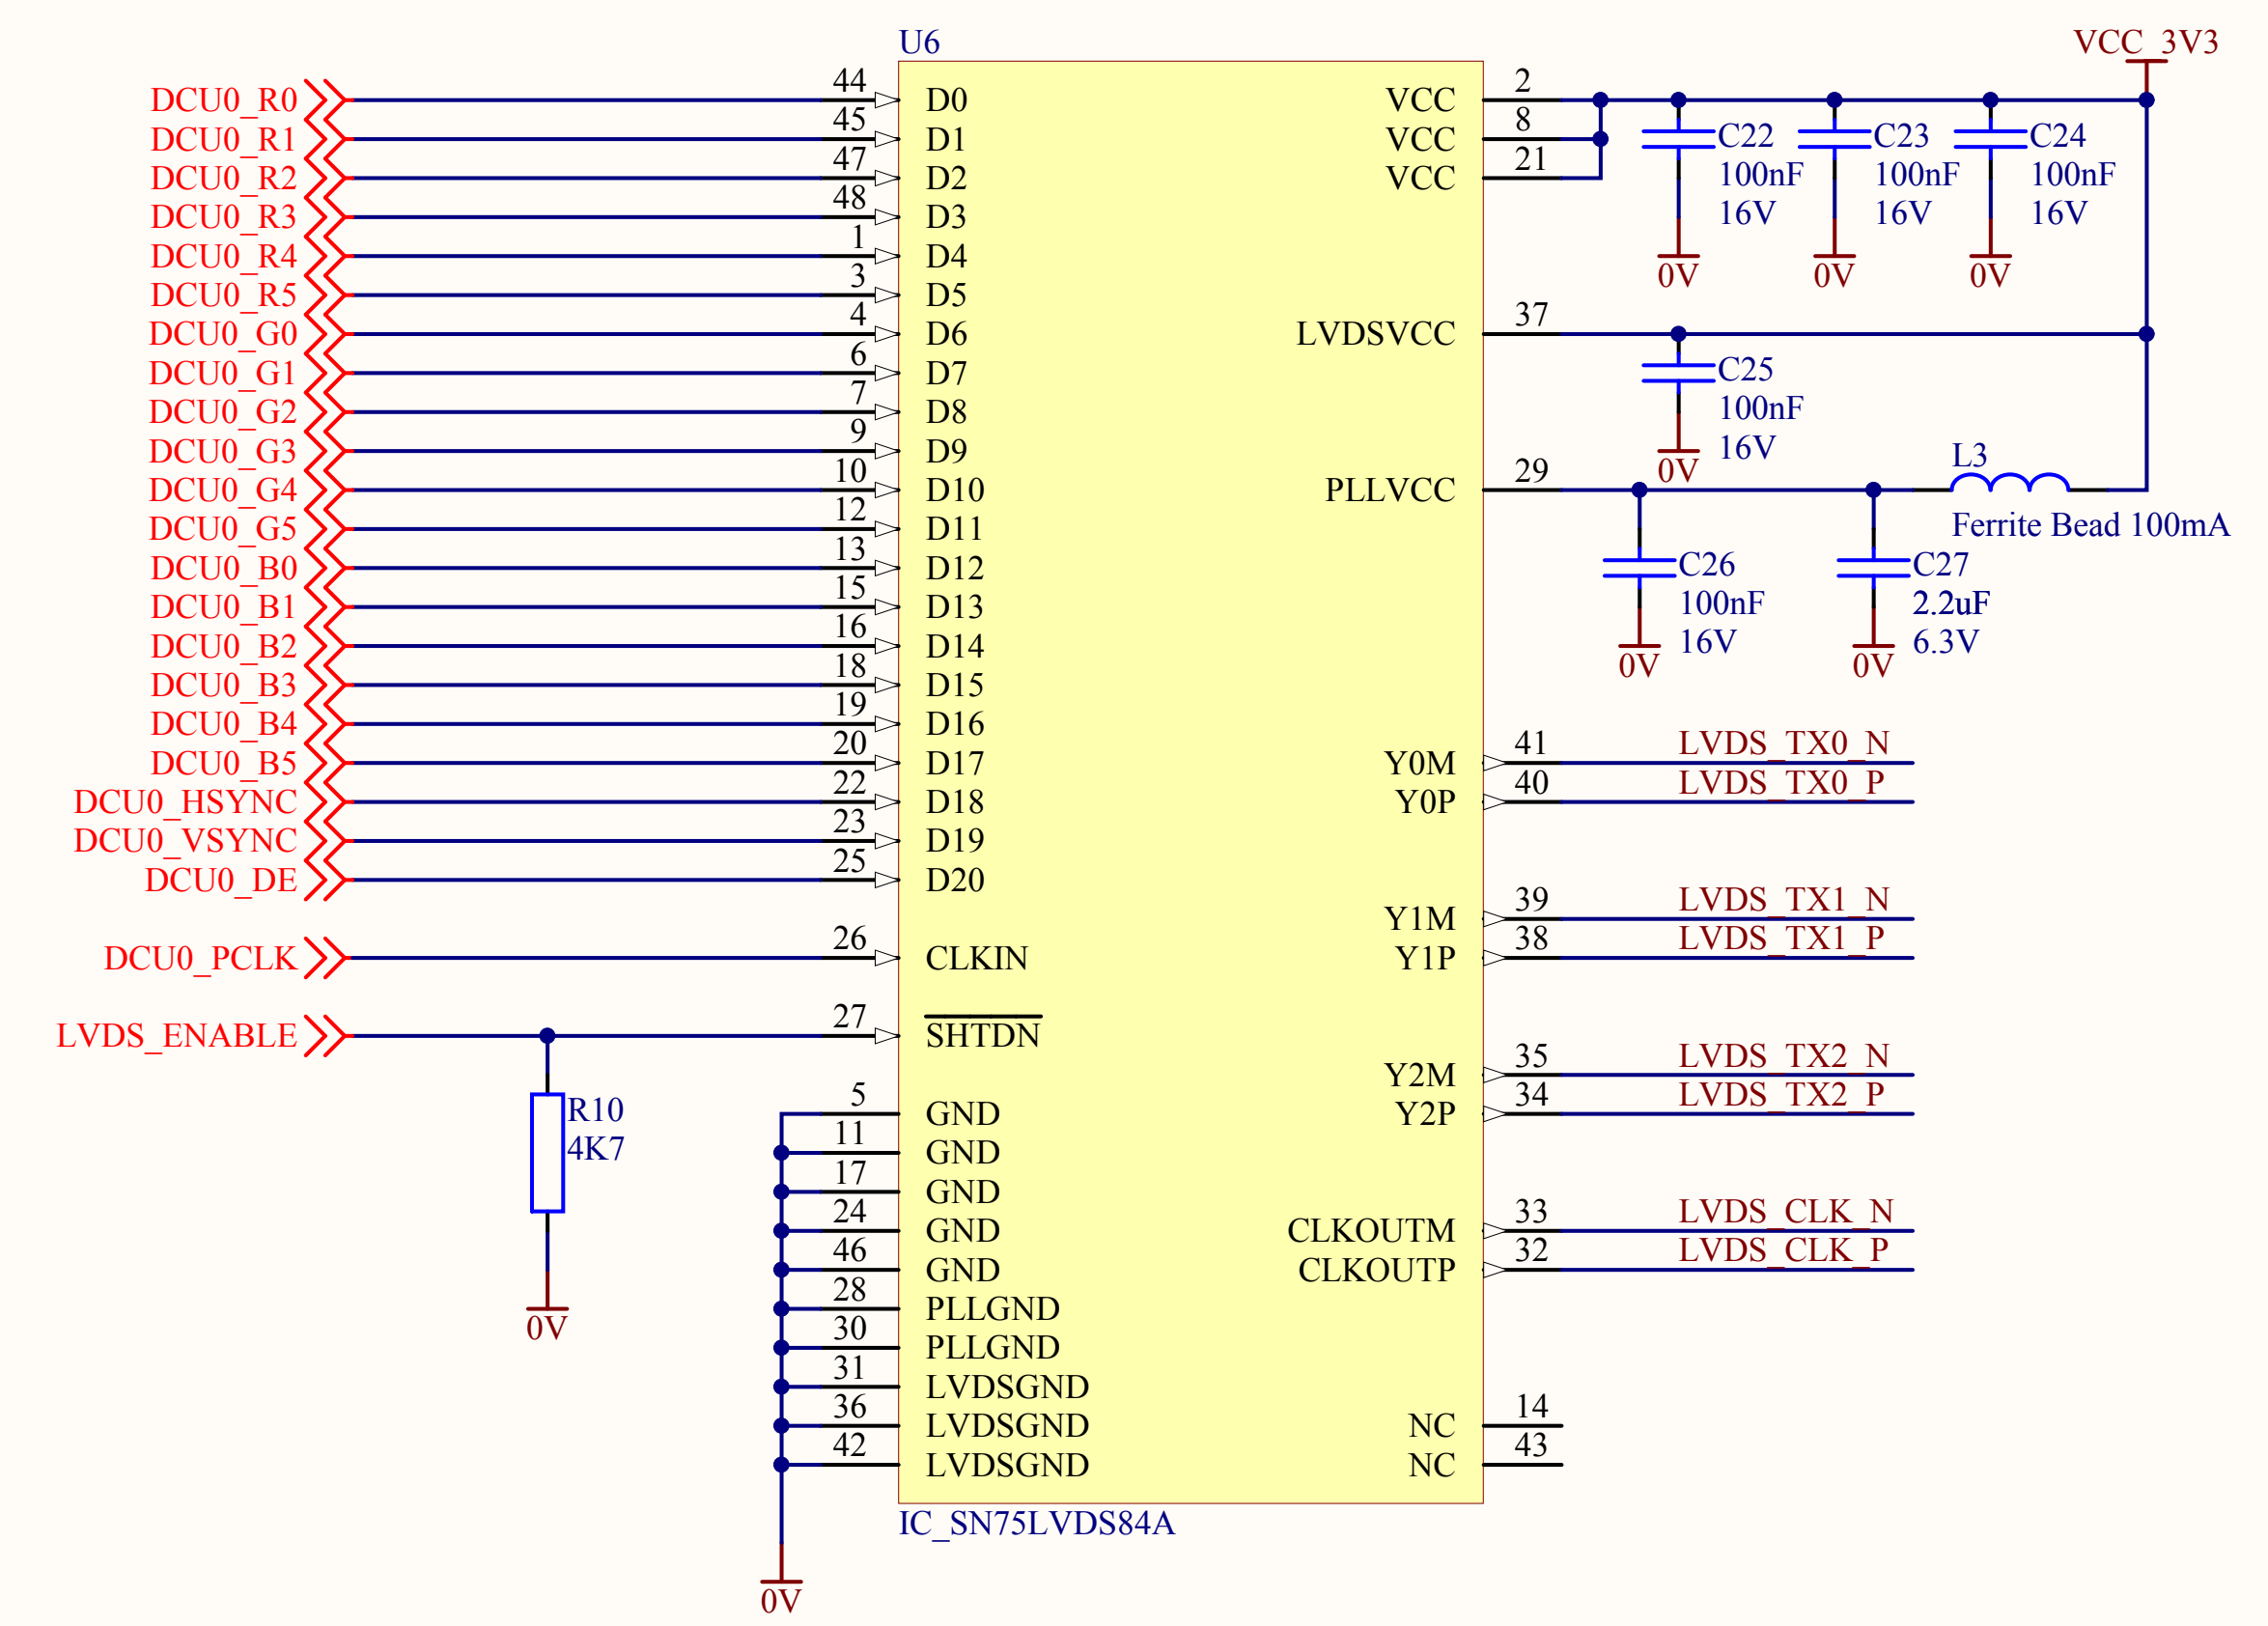 U6
VCC_3V3
DCU0_R0 44 D0
DCU0_R1 45 D1
DCU0_R2 47 D2
DCU0_R3 48 D3
DCU0_R4 1 D4
DCU0_R5 3 D5
DCU0_G0 4 D6
DCU0_G1 6 D7
DCU0_G2 7 D8
DCU0_G3 9 D9
DCU0_G4 10 D10
DCU0_G5 12 D11
DCU0_B0 13 D12
DCU0_B1 15 D13
DCU0_B2 16 D14
DCU0_B3 18 D15
DCU0_B4 19 D16
DCU0_B5 20 D17
DCU0_HSYNC 22 D18
DCU0_VSYNC 23 D19
DCU0_DE 25 D20
DCU0_PCLK 26 CLKIN
LVDS_ENABLE 27 SHTDN
R10
4K7
0V
5 GND
11 GND
17 GND
24 GND
46 GND
28 PLLGND
30 PLLGND
31 LVDSGND
36 LVDSGND
42 LVDSGND
0V
IC_SN75LVDS84A
VCC 2
VCC 8
VCC 21
C22
100nF
16V
0V
C23
100nF
16V
0V
C24
100nF
16V
0V
LVDSVCC 37
C25
100nF
16V
0V
PLLVCC 29
L3
Ferrite Bead 100mA
C26
100nF
16V
0V
C27
2.2uF
6.3V
0V
Y0M 41 LVDS_TX0_N
Y0P 40 LVDS_TX0_P
Y1M 39 LVDS_TX1_N
Y1P 38 LVDS_TX1_P
Y2M 35 LVDS_TX2_N
Y2P 34 LVDS_TX2_P
CLKOUTM 33 LVDS_CLK_N
CLKOUTP 32 LVDS_CLK_P
NC 14
NC 43